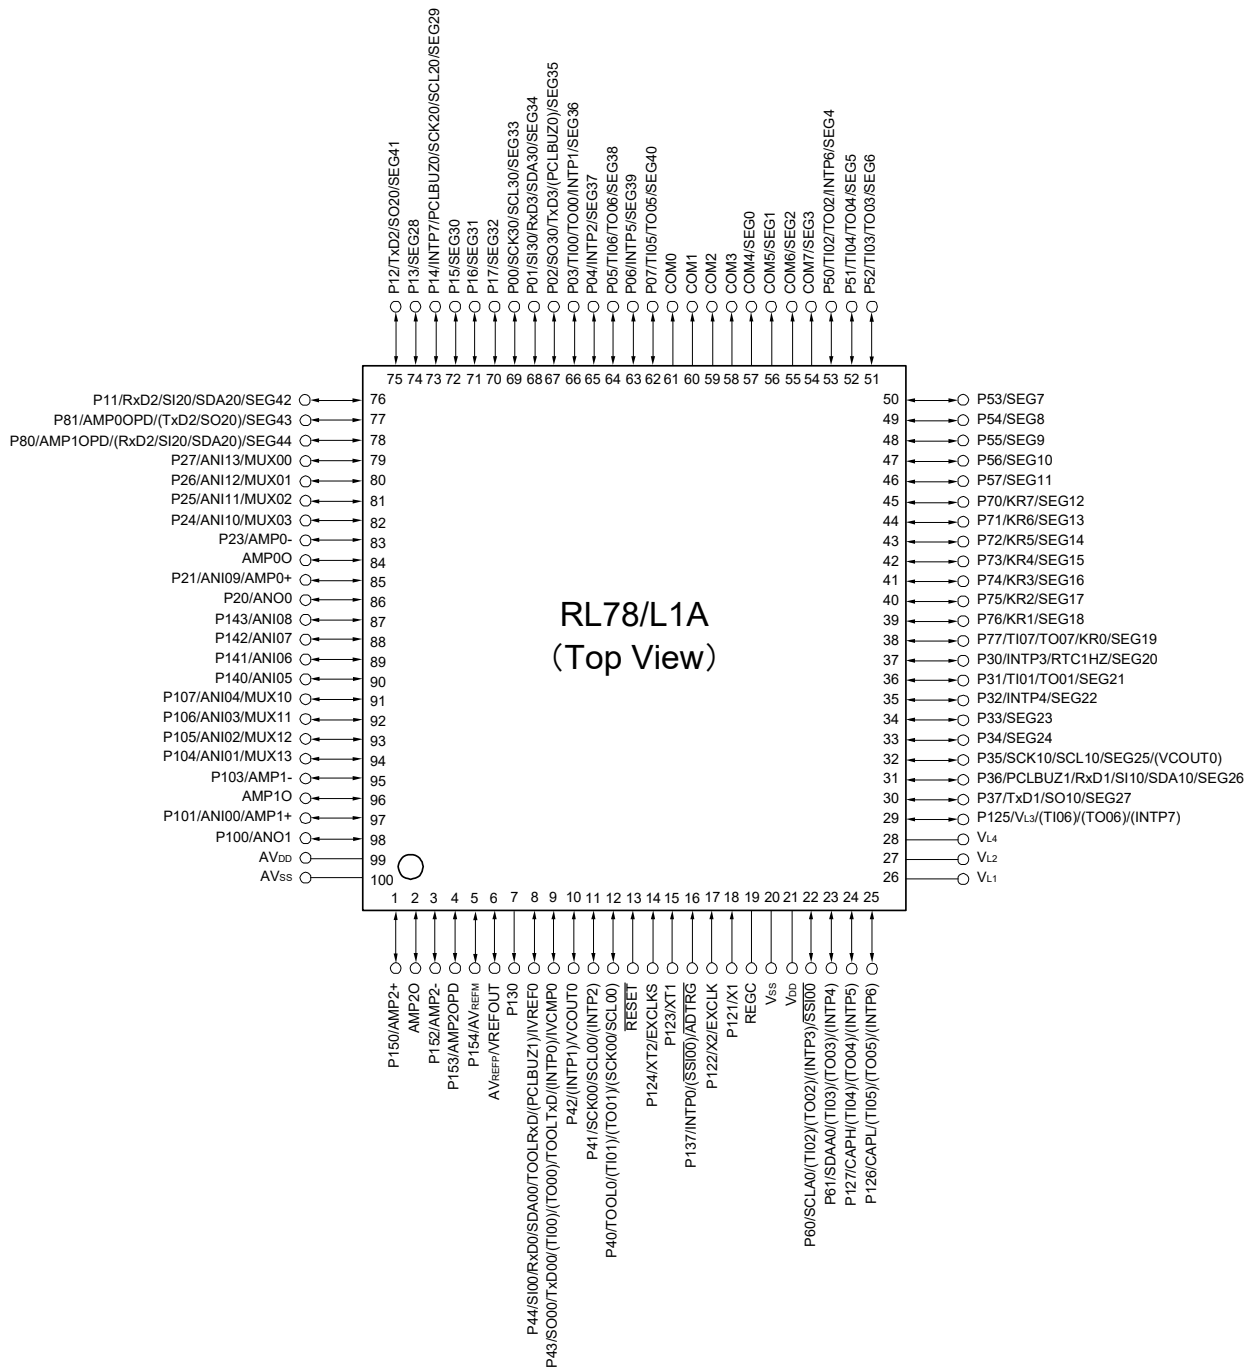 P12/TxD2/SO20/SEG41
P13/SEG28
P14/INTP7/PCLBUZ0/SCK20/SCL20/SEG29
P15/SEG30
P16/SEG31
P17/SEG32
P00/SCK30/SCL30/SEG33
P01/SI30/RxD3/SDA30/SEG34
P02/SO30/TxD3/(PCLBUZ0)/SEG35
P03/TI00/TO00/INTP1/SEG36
P04/INTP2/SEG37
P05/TI06/TO06/SEG38
P06/INTP5/SEG39
P07/TI05/TO05/SEG40
COM0
COM1
COM2
COM3
COM4/SEG0
COM5/SEG1
COM6/SEG2
COM7/SEG3
P50/TI02/TO02/INTP6/SEG4
P51/TI04/TO04/SEG5
P52/TI03/TO03/SEG6
75 74 73 72 71 70 69 68 67 66 65 64 63 62 61 60 59 58 57 56 55 54 53 52 51
P11/RxD2/SI20/SDA20/SEG42 76
P81/AMP0OPD/(TxD2/SO20)/SEG43 77
P80/AMP1OPD/(RxD2/SI20/SDA20)/SEG44 78
P27/ANI13/MUX00 79
P26/ANI12/MUX01 80
P25/ANI11/MUX02 81
P24/ANI10/MUX03 82
P23/AMP0- 83
AMP0O 84
P21/ANI09/AMP0+ 85
P20/ANO0 86
P143/ANI08 87
P142/ANI07 88
P141/ANI06 89
P140/ANI05 90
P107/ANI04/MUX10 91
P106/ANI03/MUX11 92
P105/ANI02/MUX12 93
P104/ANI01/MUX13 94
P103/AMP1- 95
AMP1O 96
P101/ANI00/AMP1+ 97
P100/ANO1 98
AVDD 99
AVSS 100
RL78/L1A
（Top View）
50 P53/SEG7
49 P54/SEG8
48 P55/SEG9
47 P56/SEG10
46 P57/SEG11
45 P70/KR7/SEG12
44 P71/KR6/SEG13
43 P72/KR5/SEG14
42 P73/KR4/SEG15
41 P74/KR3/SEG16
40 P75/KR2/SEG17
39 P76/KR1/SEG18
38 P77/TI07/TO07/KR0/SEG19
37 P30/INTP3/RTC1HZ/SEG20
36 P31/TI01/TO01/SEG21
35 P32/INTP4/SEG22
34 P33/SEG23
33 P34/SEG24
32 P35/SCK10/SCL10/SEG25/(VCOUT0)
31 P36/PCLBUZ1/RxD1/SI10/SDA10/SEG26
30 P37/TxD1/SO10/SEG27
29 P125/VL3/(TI06)/(TO06)/(INTP7)
28 VL4
27 VL2
26 VL1
1 2 3 4 5 6 7 8 9 10 11 12 13 14 15 16 17 18 19 20 21 22 23 24 25
P150/AMP2+
AMP2O
P152/AMP2-
P153/AMP2OPD
P154/AVREFM
AVREFP/VREFOUT
P130
P44/SI00/RxD0/SDA00/TOOLRxD/(PCLBUZ1)/IVREF0
P43/SO00/TxD00/(TI00)/(TO00)/TOOLTxD/(INTP0)/IVCMP0
P42/(INTP1)/VCOUT0
P41/SCK00/SCL00/(INTP2)
P40/TOOL0/(TI01)/(TO01)/(SCK00/SCL00)
RESET
P124/XT2/EXCLKS
P123/XT1
P137/INTP0/(SSI00)/ADTRG
P122/X2/EXCLK
P121/X1
REGC
VSS
VDD
P60/SCLA0/(TI02)/(TO02)/(INTP3)/SSI00
P61/SDAA0/(TI03)/(TO03)/(INTP4)
P127/CAPH/(TI04)/(TO04)/(INTP5)
P126/CAPL/(TI05)/(TO05)/(INTP6)